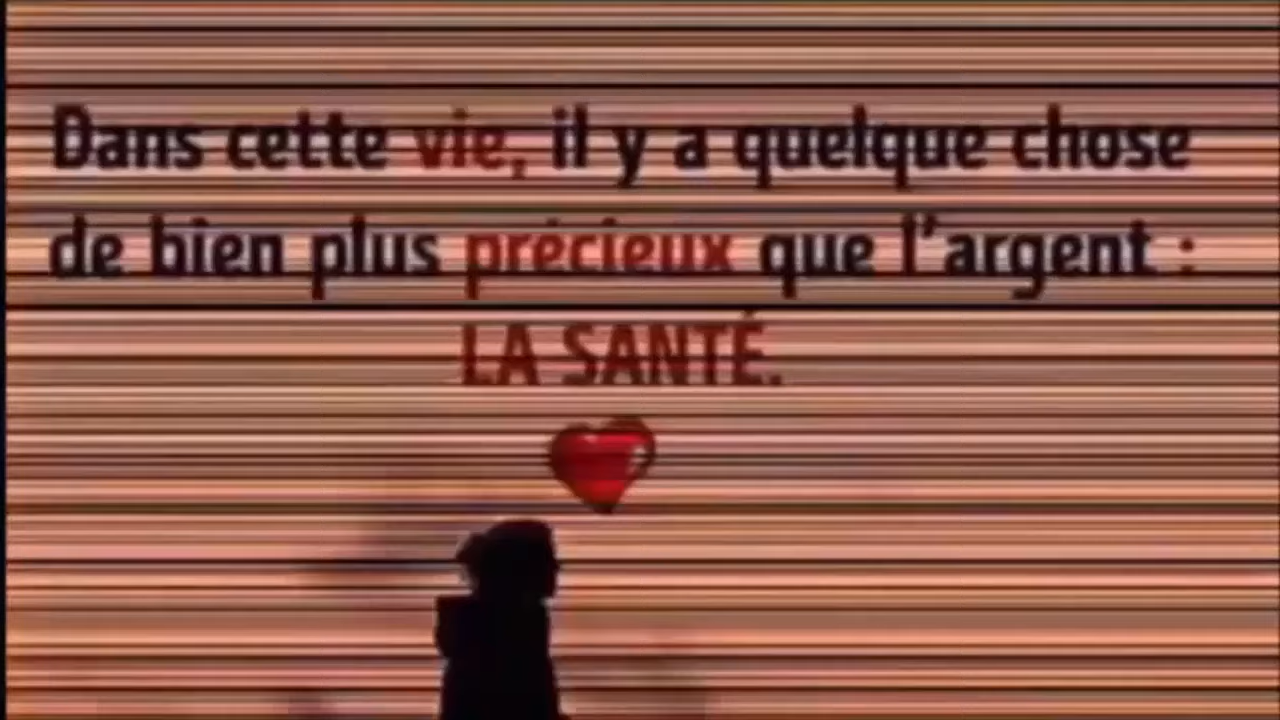 Dans cette vie, il y a quelque chose
de bien plus précieux que l'argent :
LA SANTÉ.